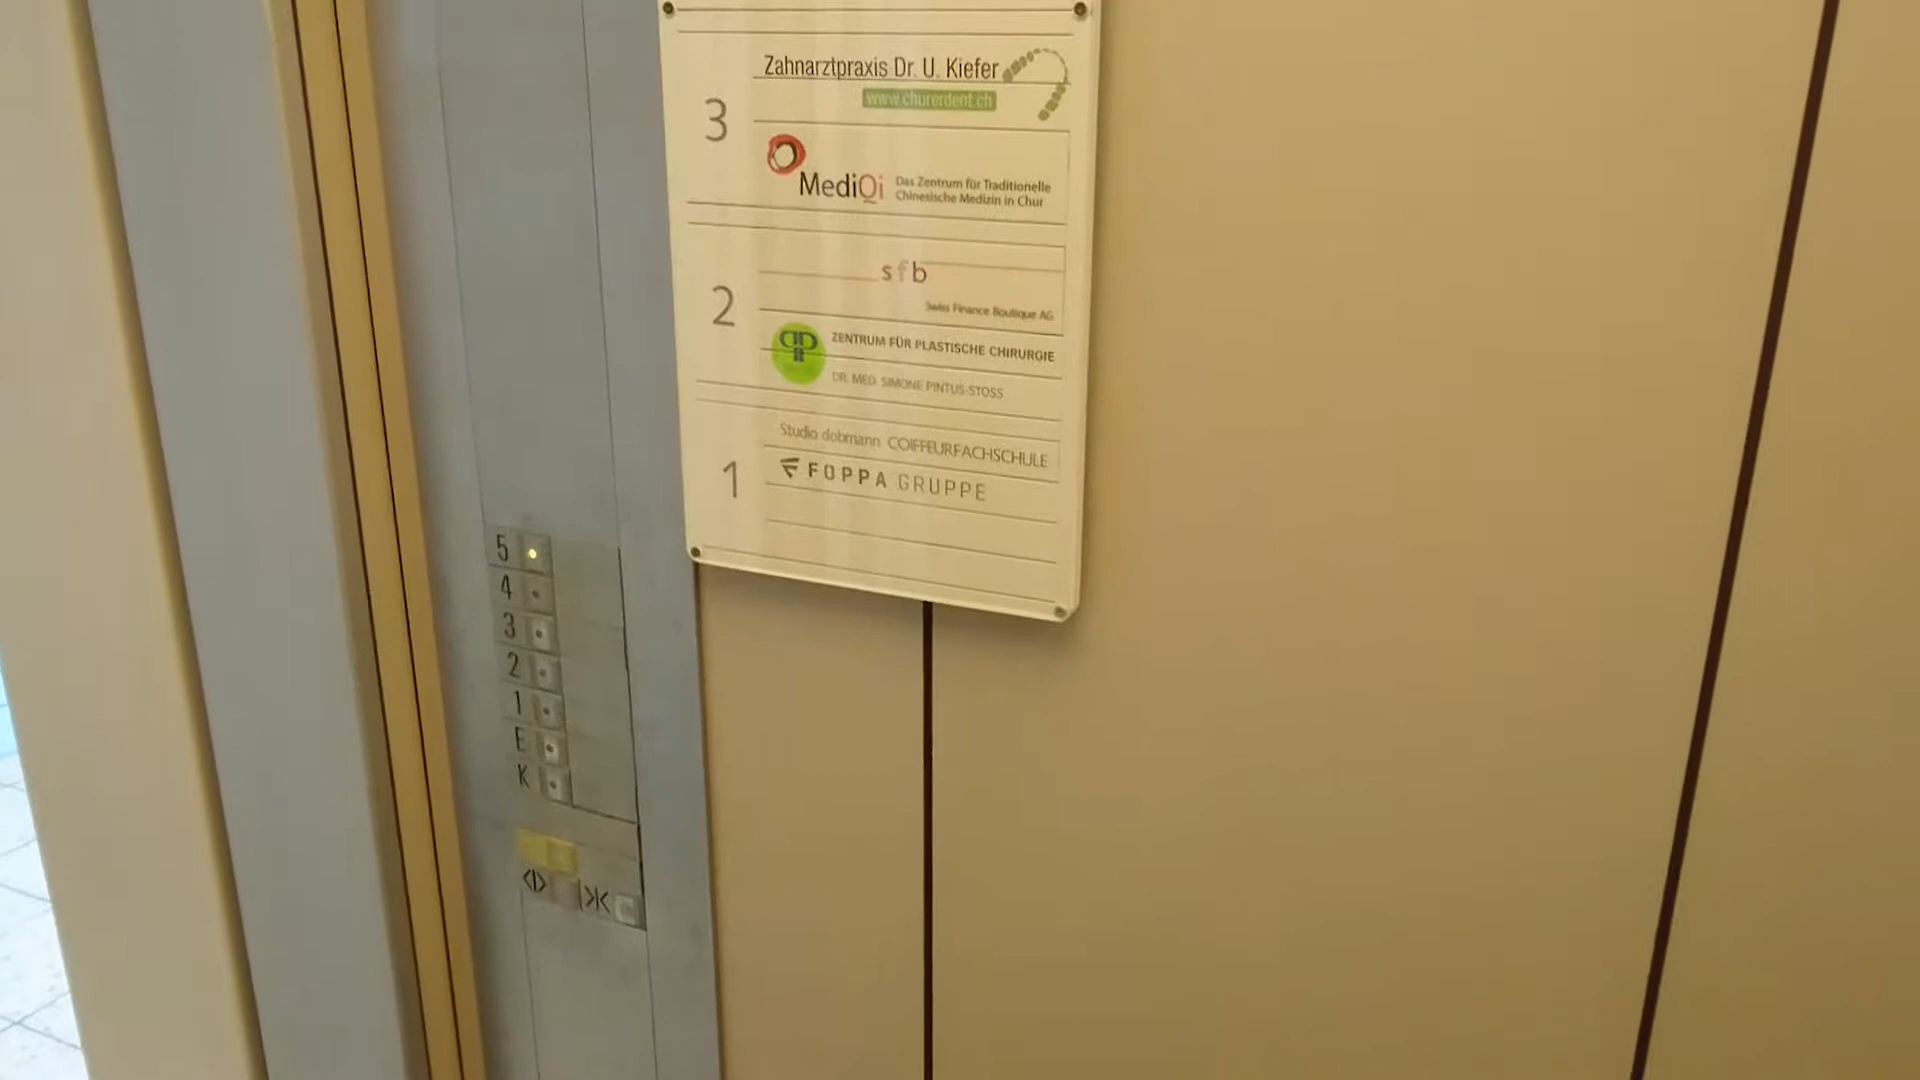 3
Zahnarztpraxis Dr. U. Kiefer
www.churerdent.ch
MediQi
Das Zentrum für Traditionelle
Chinesische Medizin in Chur
2
sfb
Swiss Finance Boutique AG
ZENTRUM FÜR PLASTISCHE CHIRURGIE
DR. MED. SIMONE PINTUS-STOSS
1
Studio dobmann COIFFEURFACHSCHULE
FOPPA GRUPPE
5
4
3
2
1
E
K